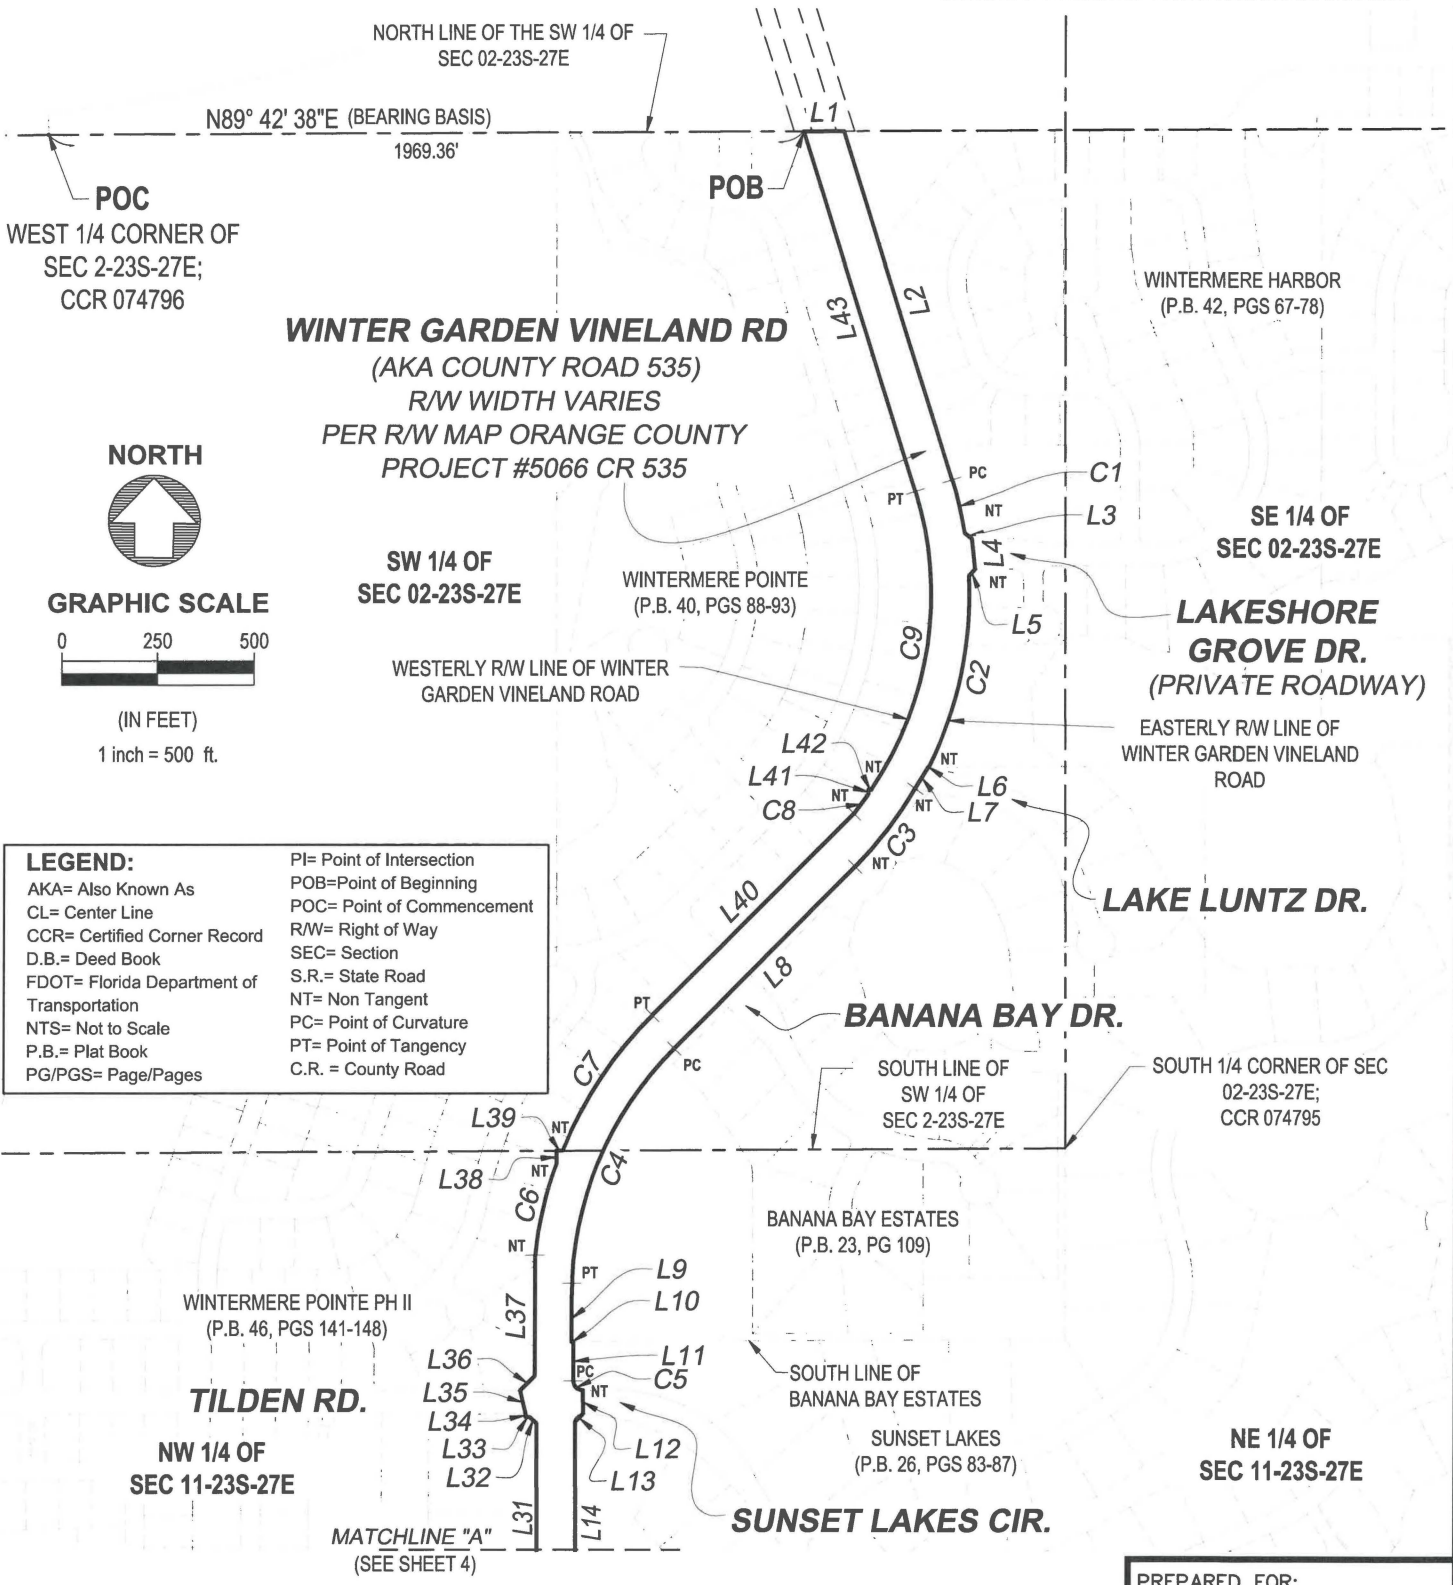 NORTH LINE OF THE SW 1/4 OF
SEC 02-23S-27E
N89° 42' 38"E (BEARING BASIS)
1969.36'
L1
POC
WEST 1/4 CORNER OF
SEC 2-23S-27E;
CCR 074796
POB
WINTERMERE HARBOR
(P.B. 42, PGS 67-78)
L43
L2
WINTER GARDEN VINELAND RD
(AKA COUNTY ROAD 535)
R/W WIDTH VARIES
PER R/W MAP ORANGE COUNTY
PROJECT #5066 CR 535
NORTH
GRAPHIC SCALE
0 250 500
(IN FEET)
1 inch = 500 ft.
PC
PT
C1
NT
L3
L4
NT
L5
SE 1/4 OF
SEC 02-23S-27E
SW 1/4 OF
SEC 02-23S-27E
WINTERMERE POINTE
(P.B. 40, PGS 88-93)
LAKESHORE
GROVE DR.
(PRIVATE ROADWAY)
C9
C2
WESTERLY R/W LINE OF WINTER
GARDEN VINELAND ROAD
EASTERLY R/W LINE OF
WINTER GARDEN VINELAND
ROAD
L42
NT
L41
NT
C8
NT
L6
L7
NT
C3
NT
LAKE LUNTZ DR.
LEGEND:
AKA= Also Known As
CL= Center Line
CCR= Certified Corner Record
D.B.= Deed Book
FDOT= Florida Department of
Transportation
NTS= Not to Scale
P.B.= Plat Book
PG/PGS= Page/Pages
PI= Point of Intersection
POB=Point of Beginning
POC= Point of Commencement
R/W= Right of Way
SEC= Section
S.R.= State Road
NT= Non Tangent
PC= Point of Curvature
PT= Point of Tangency
C.R. = County Road
L40
L8
BANANA BAY DR.
PT
PC
C7
SOUTH LINE OF
SW 1/4 OF
SEC 2-23S-27E
SOUTH 1/4 CORNER OF SEC
02-23S-27E;
CCR 074795
L39
NT
L38
NT
C4
C6
NT
BANANA BAY ESTATES
(P.B. 23, PG 109)
PT
L9
L10
WINTERMERE POINTE PH II
(P.B. 46, PGS 141-148)
L37
L36
L11
PC
C5
NT
SOUTH LINE OF
BANANA BAY ESTATES
TILDEN RD.
L35
L34
L33
L32
L12
L13
SUNSET LAKES
(P.B. 26, PGS 83-87)
NW 1/4 OF
SEC 11-23S-27E
NE 1/4 OF
SEC 11-23S-27E
L31
L14
SUNSET LAKES CIR.
MATCHLINE "A"
(SEE SHEET 4)
PREPARED FOR: